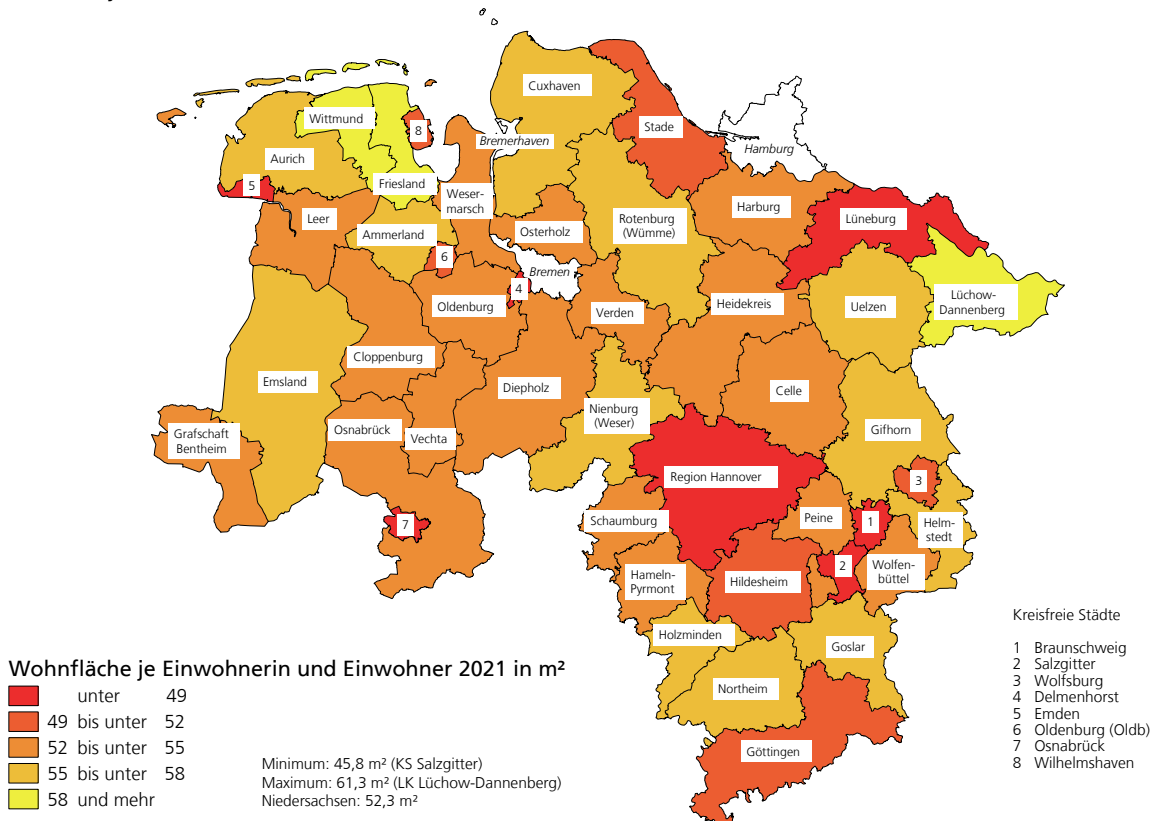 Cuxhaven
Stade
Wittmund
8
Bremerhaven
Hamburg
Aurich
5
Friesland
Weser-
marsch
Harburg
Lüneburg
Leer
Ammerland
Osterholz
Rotenburg
(Wümme)
6
Bremen
4
Oldenburg
Verden
Heidekreis
Uelzen
Lüchow-
Dannenberg
Cloppenburg
Emsland
Diepholz
Celle
Nienburg
(Weser)
Gifhorn
Grafschaft
Bentheim
Osnabrück
Vechta
Region Hannover
3
7
Schaumburg
Peine
1
Helm-
stedt
2
Wolfen-
büttel
Hameln-
Pyrmont
Hildesheim
Holzminden
Goslar
Northeim
Göttingen
Wohnfläche je Einwohnerin und Einwohner 2021 in m²
unter 49
49 bis unter 52
52 bis unter 55
55 bis unter 58
58 und mehr
Minimum: 45,8 m² (KS Salzgitter)
Maximum: 61,3 m² (LK Lüchow-Dannenberg)
Niedersachsen: 52,3 m²
Kreisfreie Städte
1 Braunschweig
2 Salzgitter
3 Wolfsburg
4 Delmenhorst
5 Emden
6 Oldenburg (Oldb)
7 Osnabrück
8 Wilhelmshaven